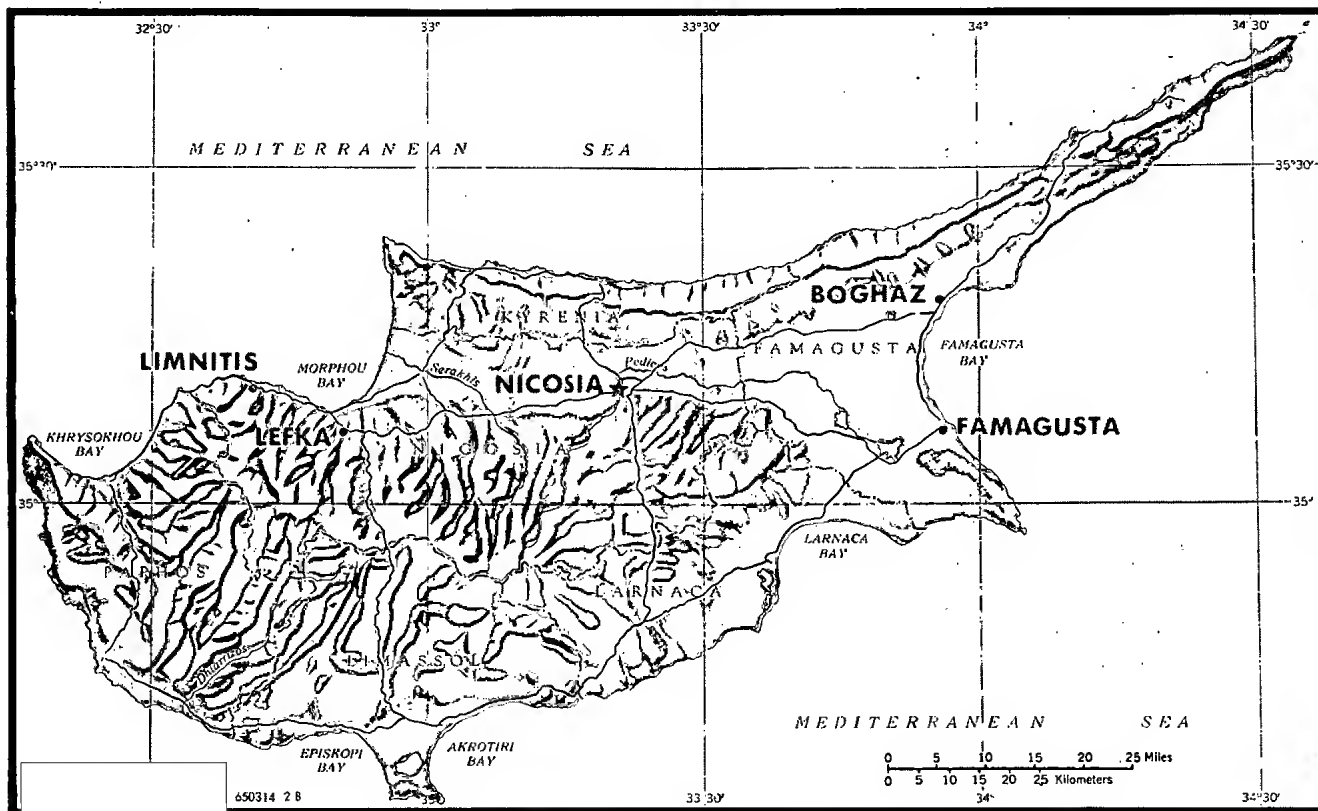 32°30'
33°
33°30'
34°
34°30'
MEDITERRANEAN SEA
35°30'
35°30'
BOGHAZ
KYRENIA
FAMAGUSTA
FAMAGUSTA
BAY
LIMNITIS
MORPHOU
BAY
Sarakhis
Pedieos
NICOSIA
KHRYSOKHOU
BAY
LEFKA
NICOSIA
FAMAGUSTA
35°
35°
LARNACA
BAY
PAPHOS
LARNACA
LIMASSOL
Dhiarrizos
MEDITERRANEAN SEA
EPISKOPI
BAY
AKROTIRI
BAY
0 5 10 15 20 25 Miles
0 5 10 15 20 25 Kilometers
650314 2 B
33°
33°30'
34°
34°30'